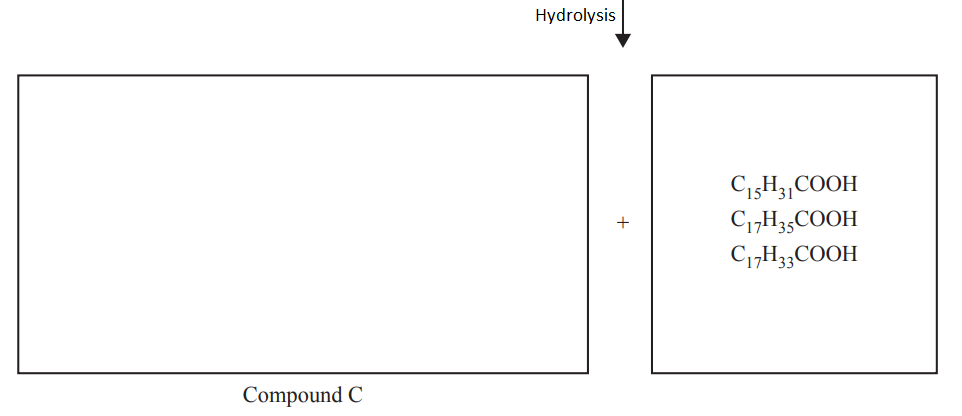 Hydrolysis
C₁₅H₃₁COOH
+
C₁₇H₃₅COOH
C₁₇H₃₃COOH
Compound C